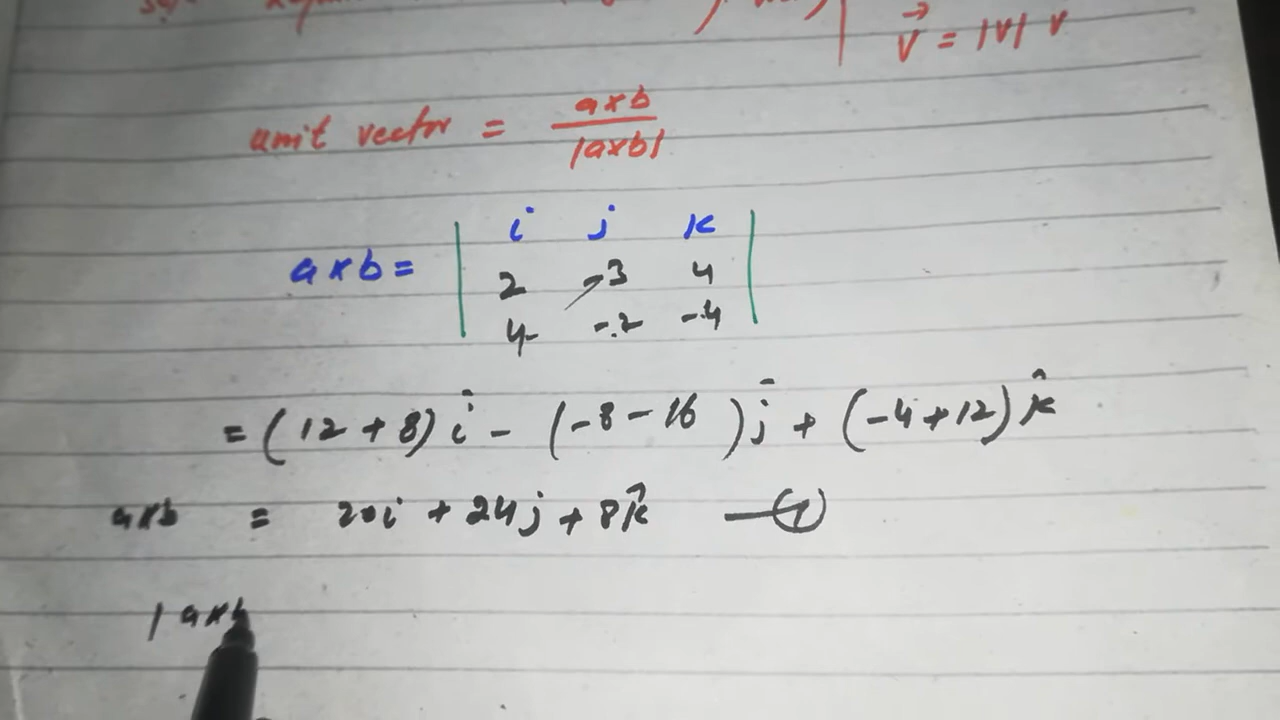 v⃗ = |v| v
unit vector = a×b / |a×b|
a×b = | i j k
2 -3 4
4 -2 -4 |
= (12 + 8) î - (-8 - 16) ĵ + (-4 + 12) k̂
a×b = 20i + 24j + 8k̂ — ①
| a×b